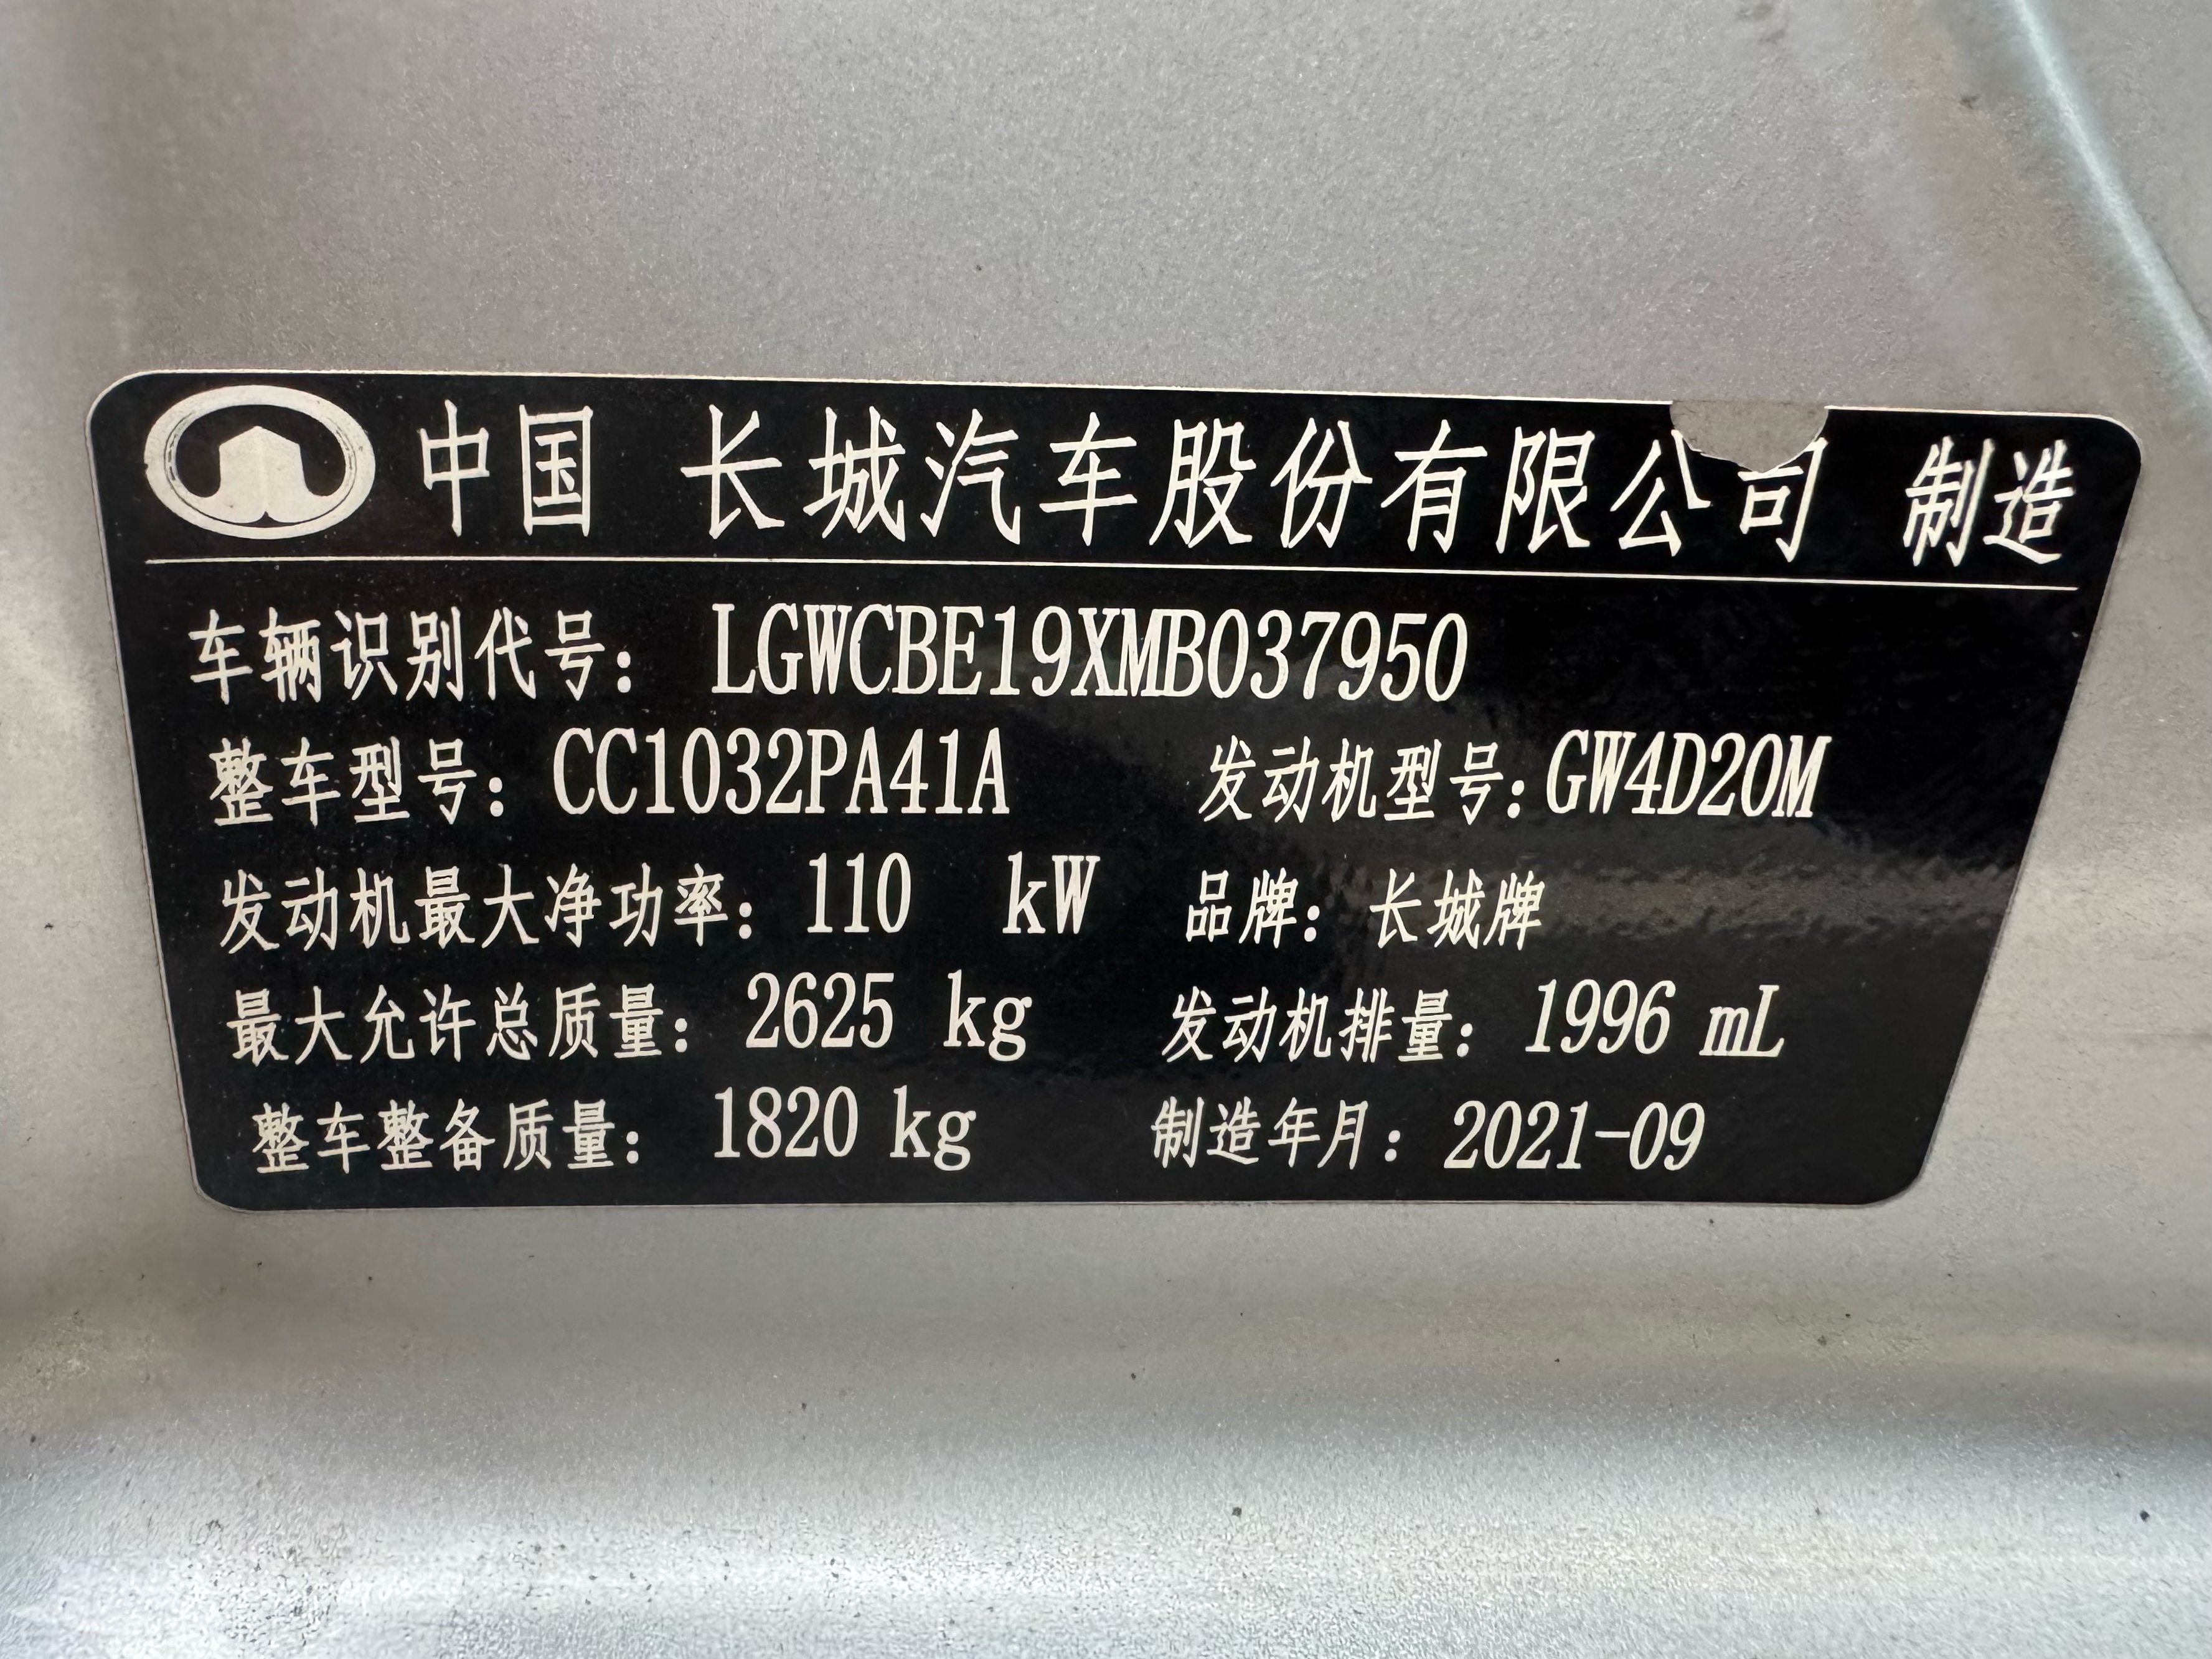 中国 长城汽车股份有限公司 制造
车辆识别代号：LGWCBE19XMB037950
整车型号：CC1032PA41A 发动机型号：GW4D20M
发动机最大净功率：110 kW 品牌：长城牌
最大允许总质量：2625 kg 发动机排量：1996 mL
整车整备质量：1820 kg 制造年月：2021-09